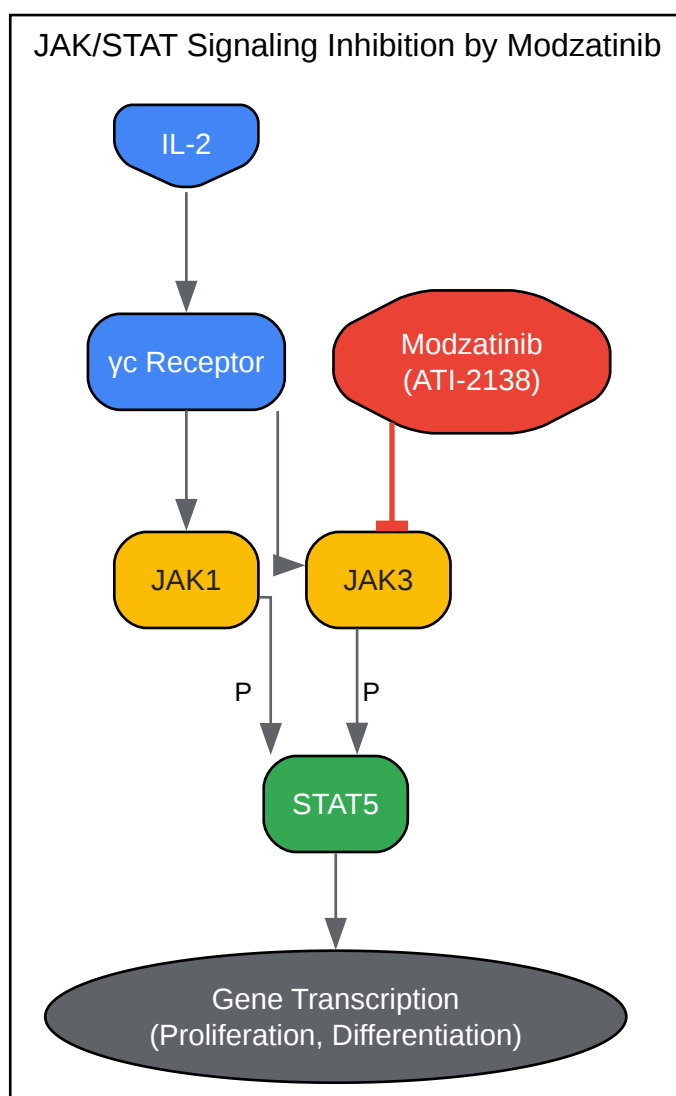 JAK/STAT Signaling Inhibition by Modzatinib
IL-2
γc Receptor
Modzatinib
(ATI-2138)
JAK1
JAK3
P
P
STAT5
Gene Transcription
(Proliferation, Differentiation)